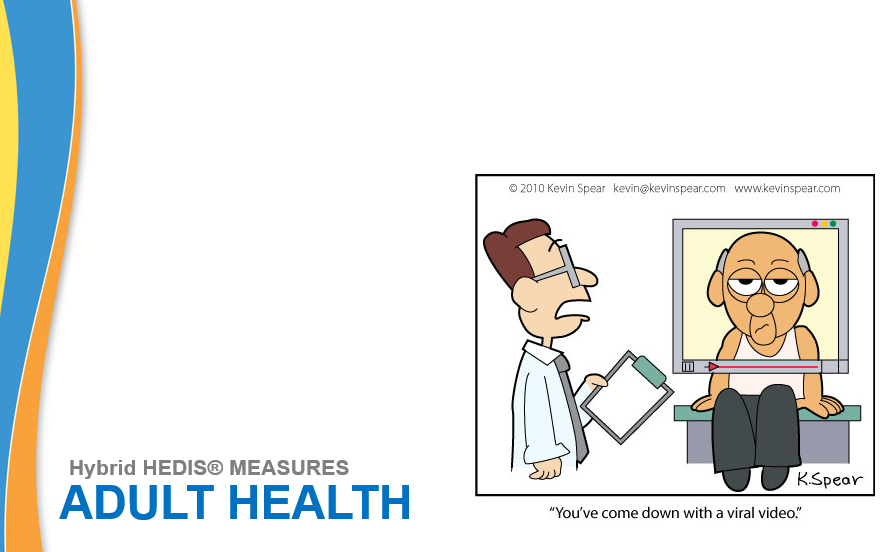 © 2010 Kevin Spear kevin@kevinspear.com www.kevinspear.com
K.Spear
"You've come down with a viral video."
Hybrid HEDIS® MEASURES
ADULT HEALTH